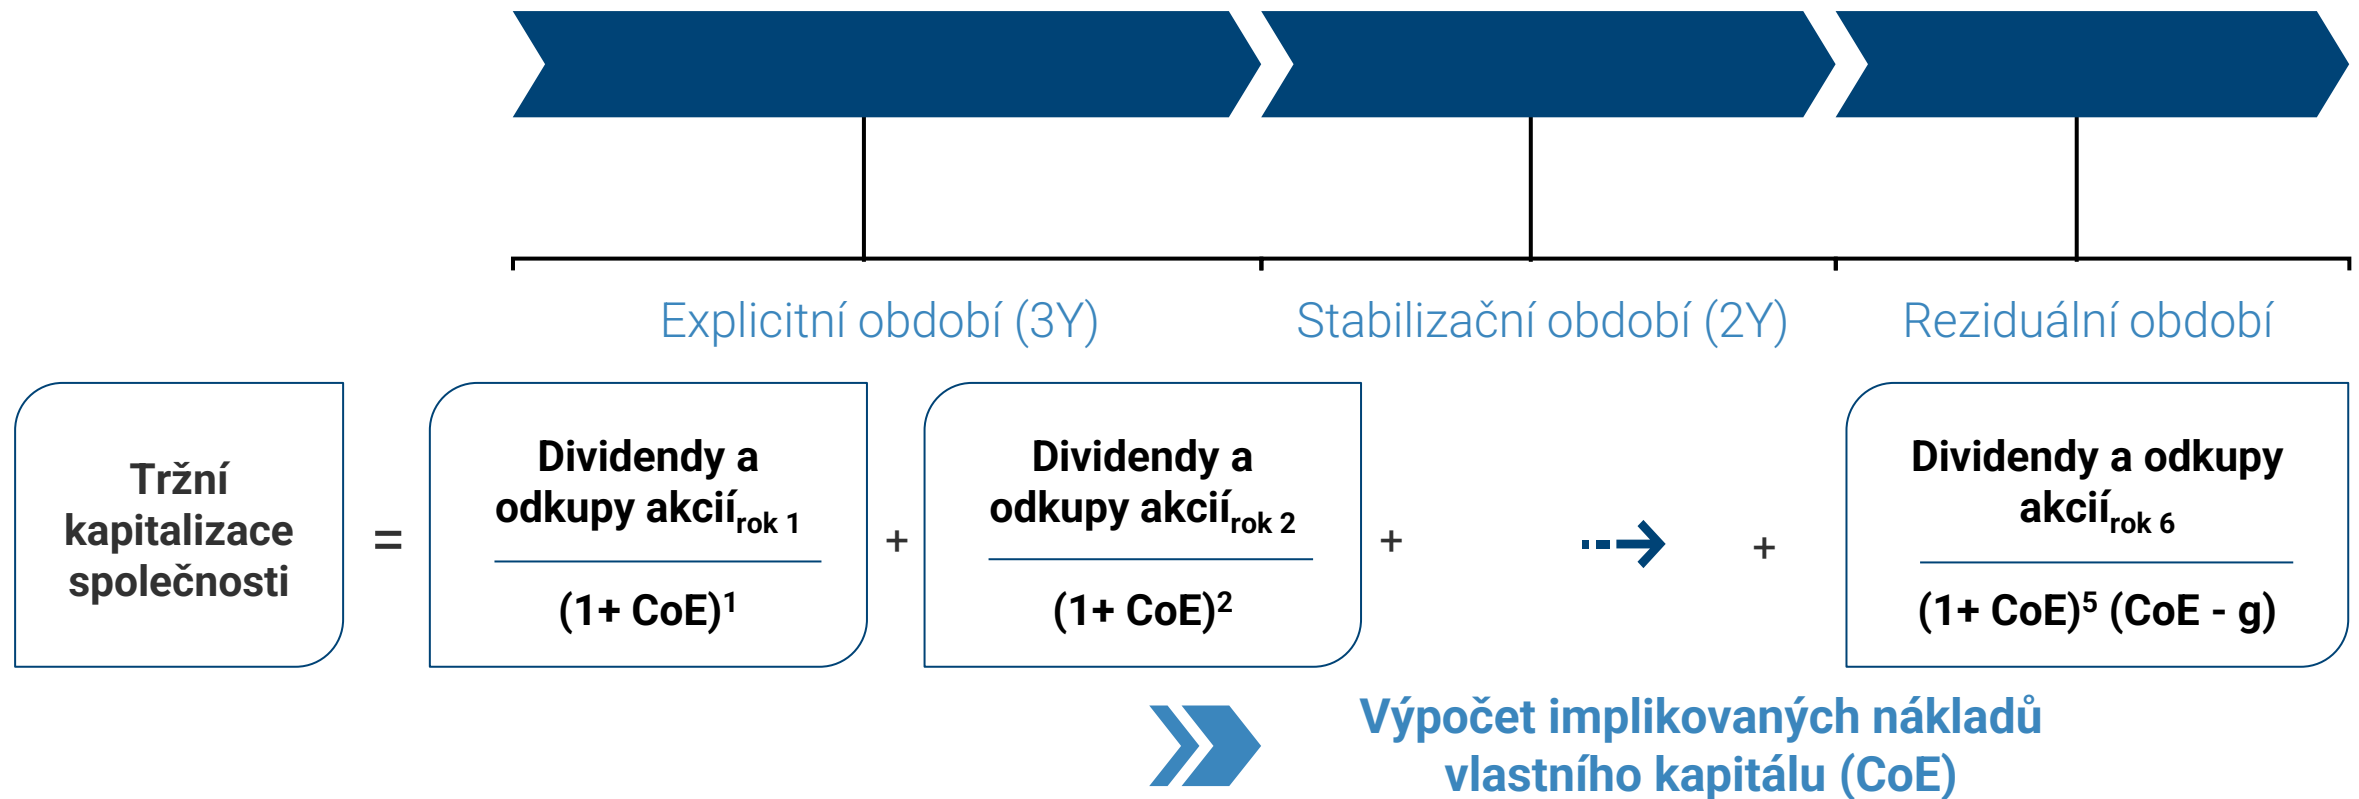 Explicitní období (3Y)
Stabilizační období (2Y)
Reziduální období
Tržní
kapitalizace
společnosti
=
Dividendy a
odkupy akcií rok 1
(1+ CoE)¹
+
Dividendy a
odkupy akcií rok 2
(1+ CoE)²
+
+
Dividendy a odkupy
akcií rok 6
(1+ CoE)⁵ (CoE - g)
Výpočet implikovaných nákladů
vlastního kapitálu (CoE)